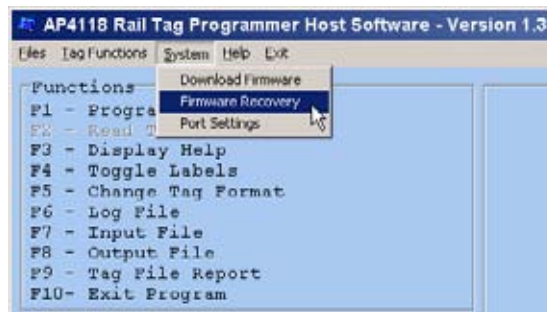 AP4118 Rail Tag Programmer Host Software - Version 1.3
Files Tag Functions System Help Exit
Download Firmware
Firmware Recovery
Port Settings
Functions
F1 - Progra
F2 - Read T
F3 - Display Help
F4 - Toggle Labels
F5 - Change Tag Format
F6 - Log File
F7 - Input File
F8 - Output File
F9 - Tag File Report
F10- Exit Program